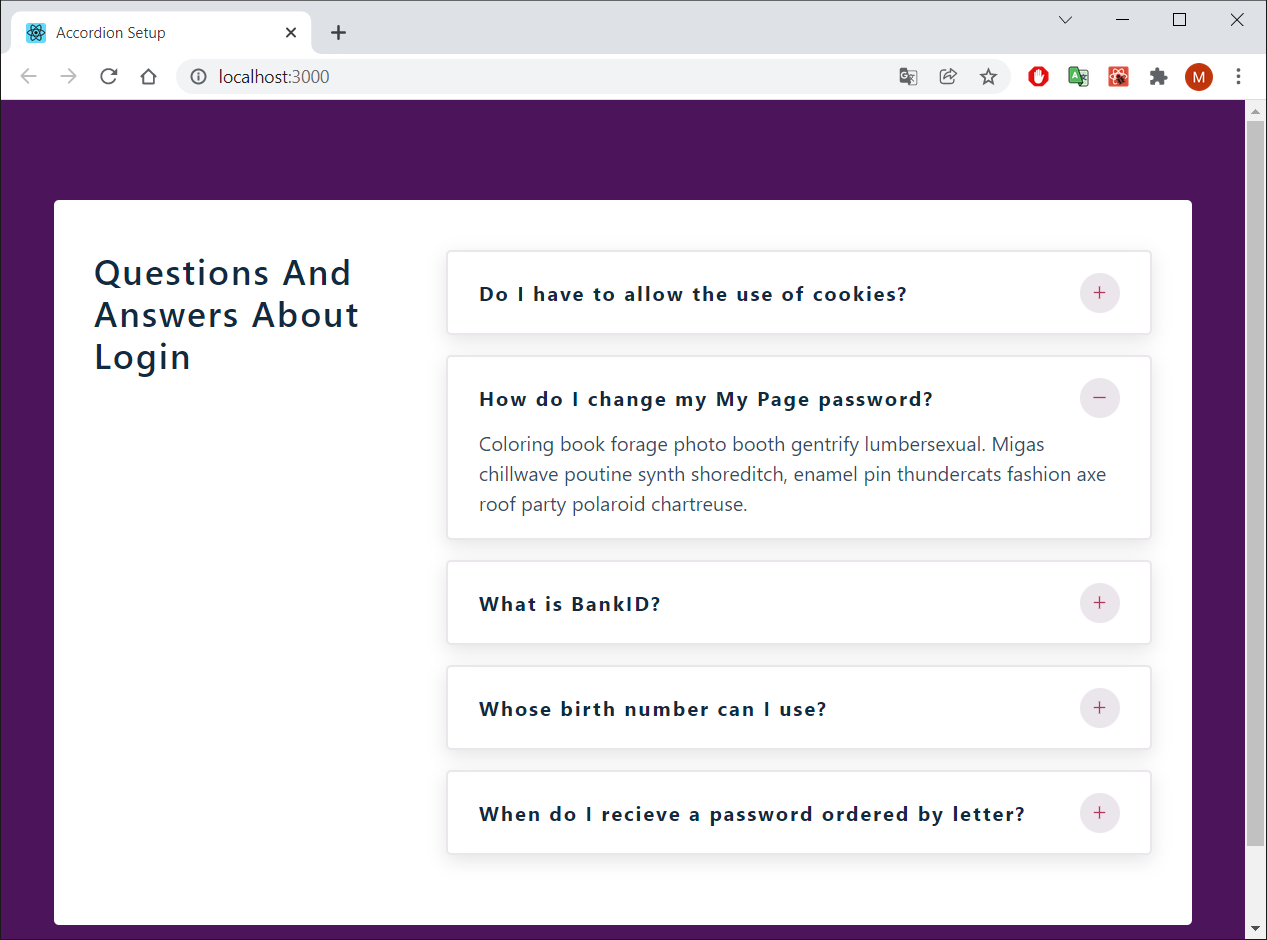 Accordion Setup
localhost:3000
M
Questions And
Answers About
Login
Do I have to allow the use of cookies?
How do I change my My Page password?
Coloring book forage photo booth gentrify lumbersexual. Migas
chillwave poutine synth shoreditch, enamel pin thundercats fashion axe
roof party polaroid chartreuse.
What is BankID?
Whose birth number can I use?
When do I recieve a password ordered by letter?